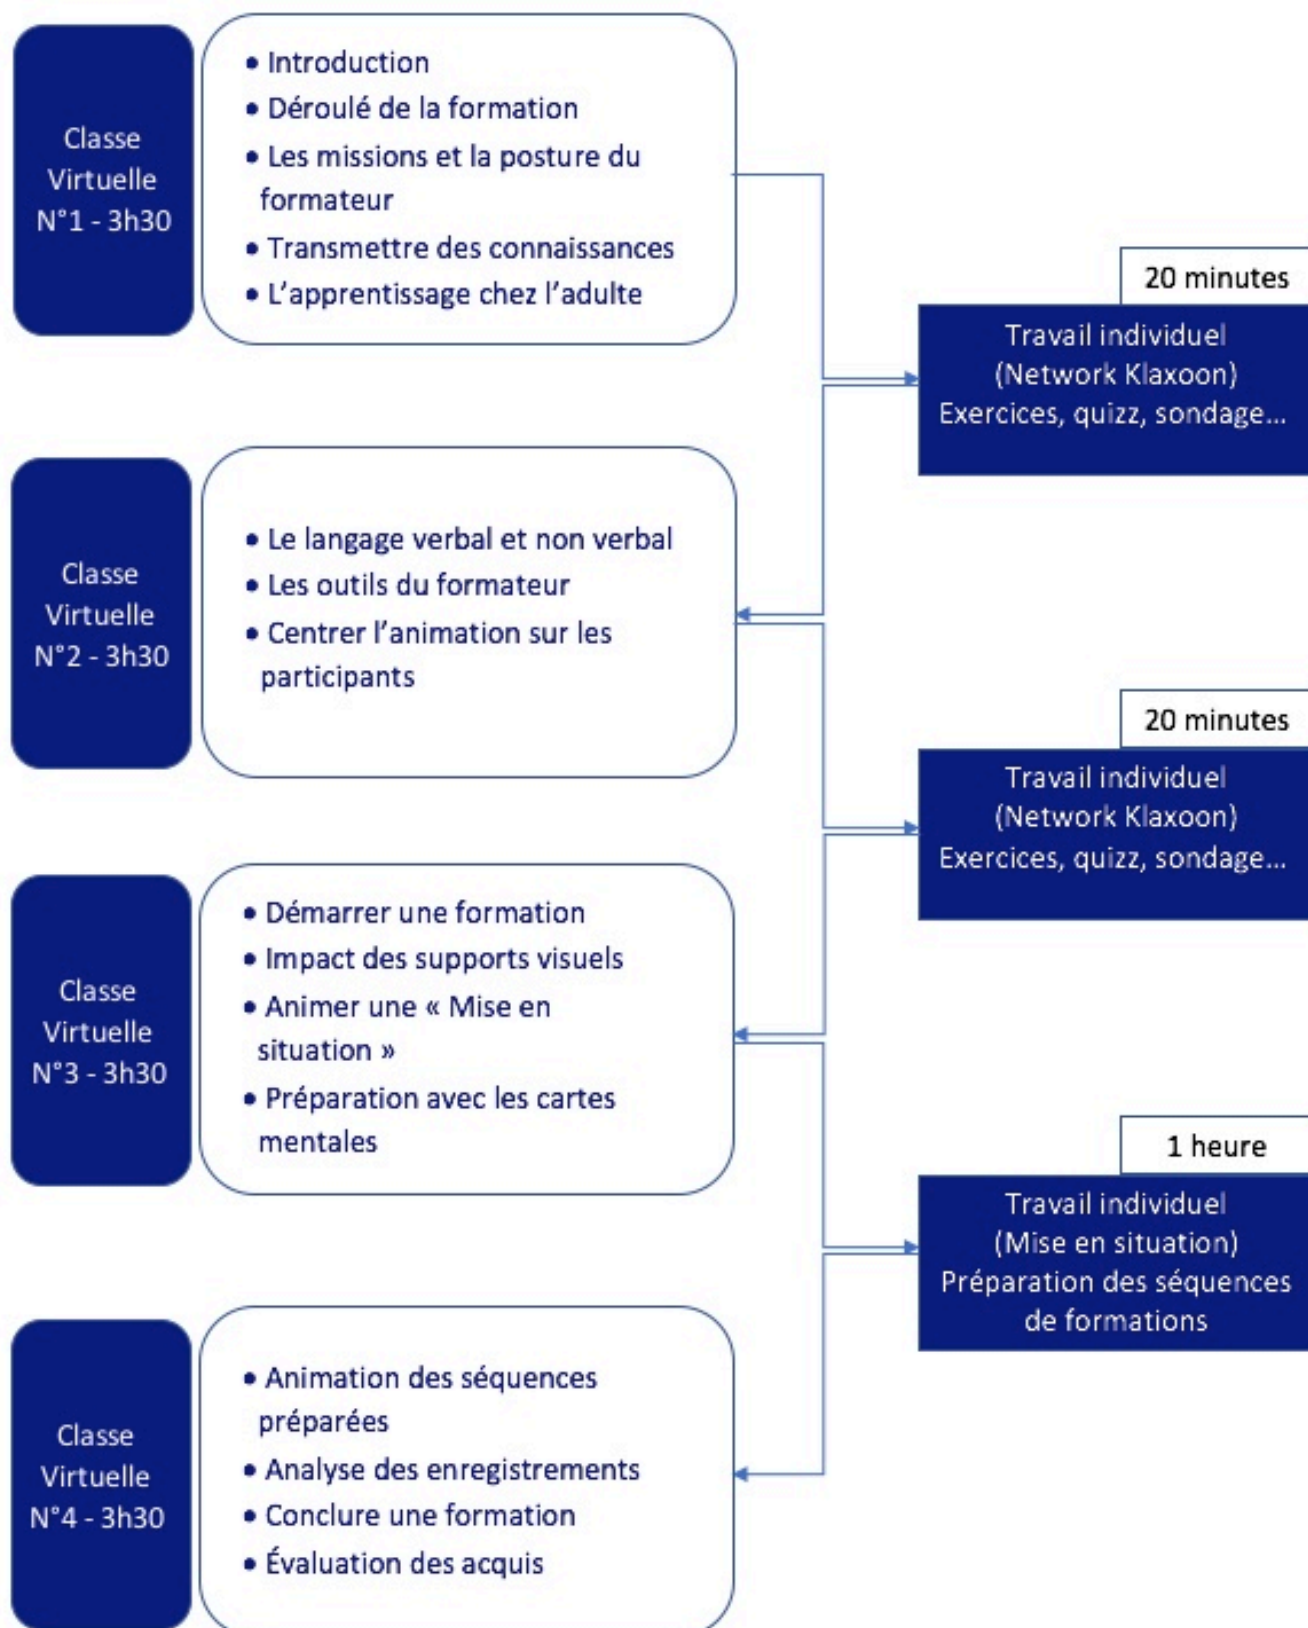 Classe
Virtuelle
N°1 - 3h30
• Introduction
• Déroulé de la formation
• Les missions et la posture du
formateur
• Transmettre des connaissances
• L'apprentissage chez l'adulte
20 minutes
Travail individuel
(Network Klaxoon)
Exercices, quizz, sondage...
Classe
Virtuelle
N°2 - 3h30
• Le langage verbal et non verbal
• Les outils du formateur
• Centrer l'animation sur les
participants
20 minutes
Travail individuel
(Network Klaxoon)
Exercices, quizz, sondage...
Classe
Virtuelle
N°3 - 3h30
• Démarrer une formation
• Impact des supports visuels
• Animer une « Mise en
situation »
• Préparation avec les cartes
mentales
1 heure
Travail individuel
(Mise en situation)
Préparation des séquences
de formations
Classe
Virtuelle
N°4 - 3h30
• Animation des séquences
préparées
• Analyse des enregistrements
• Conclure une formation
• Évaluation des acquis